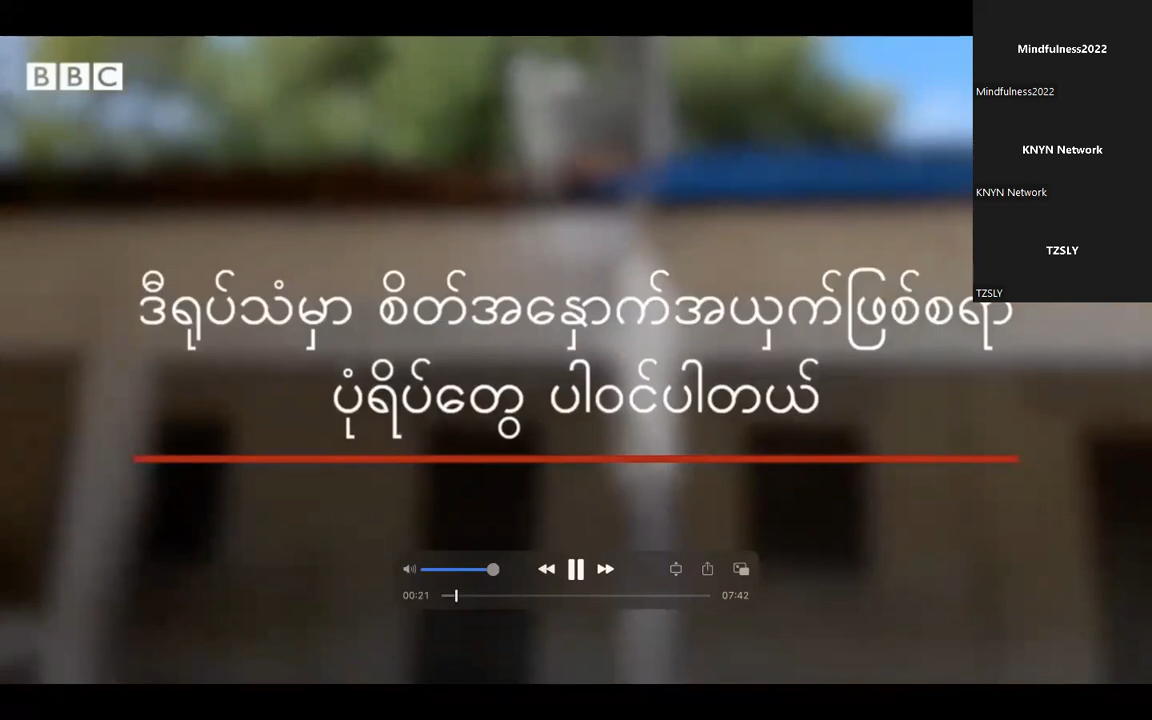 BBC
Mindfulness2022
Mindfulness2022
KNYN Network
KNYN Network
TZSLY
TZSLY
ဒီရုပ်သံမှာ စိတ်အနှောက်အယှက်ဖြစ်စရာ
ပုံရိပ်တွေ ပါဝင်ပါတယ်
00:21
07:42